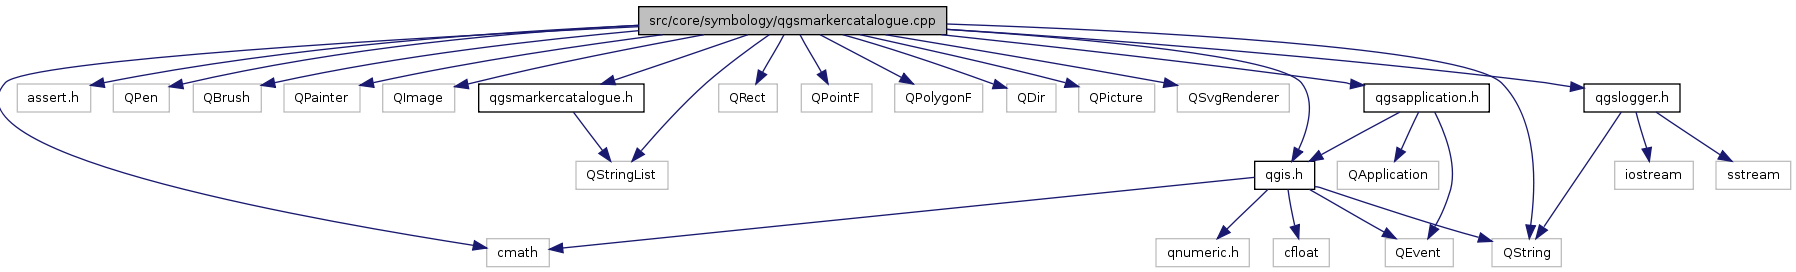 src/core/symbology/qgsmarkercatalogue.cpp
assert.h
QPen
QBrush
QPainter
QImage
qgsmarkercatalogue.h
QRect
QPointF
QPolygonF
QDir
QPicture
QSvgRenderer
qgsapplication.h
qgslogger.h
QStringList
qgis.h
QApplication
iostream
sstream
cmath
qnumeric.h
cfloat
QEvent
QString